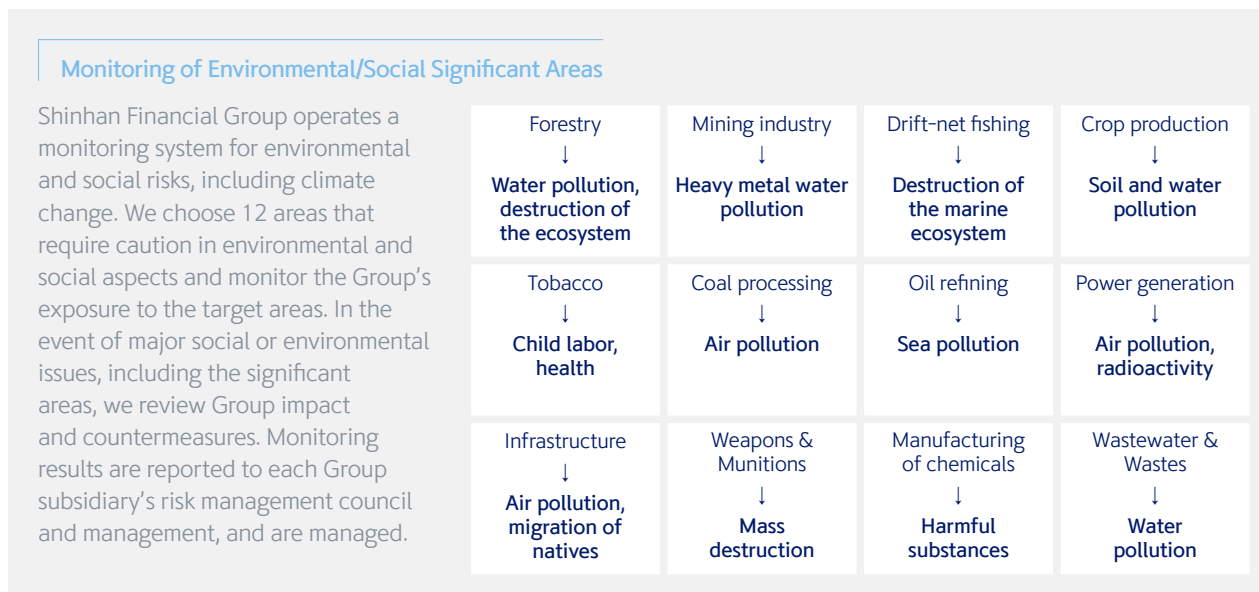 Monitoring of Environmental/Social Significant Areas
Shinhan Financial Group operates a
monitoring system for environmental
and social risks, including climate
change. We choose 12 areas that
require caution in environmental and
social aspects and monitor the Group's
exposure to the target areas. In the
event of major social or environmental
issues, including the significant
areas, we review Group impact
and countermeasures. Monitoring
results are reported to each Group
subsidiary's risk management council
and management, and are managed.
Forestry
↓
Water pollution,
destruction of
the ecosystem
Mining industry
↓
Heavy metal water
pollution
Drift-net fishing
↓
Destruction of
the marine
ecosystem
Crop production
↓
Soil and water
pollution
Tobacco
↓
Child labor,
health
Coal processing
↓
Air pollution
Oil refining
↓
Sea pollution
Power generation
↓
Air pollution,
radioactivity
Infrastructure
↓
Air pollution,
migration of
natives
Weapons &
Munitions
↓
Mass
destruction
Manufacturing
of chemicals
↓
Harmful
substances
Wastewater &
Wastes
↓
Water
pollution